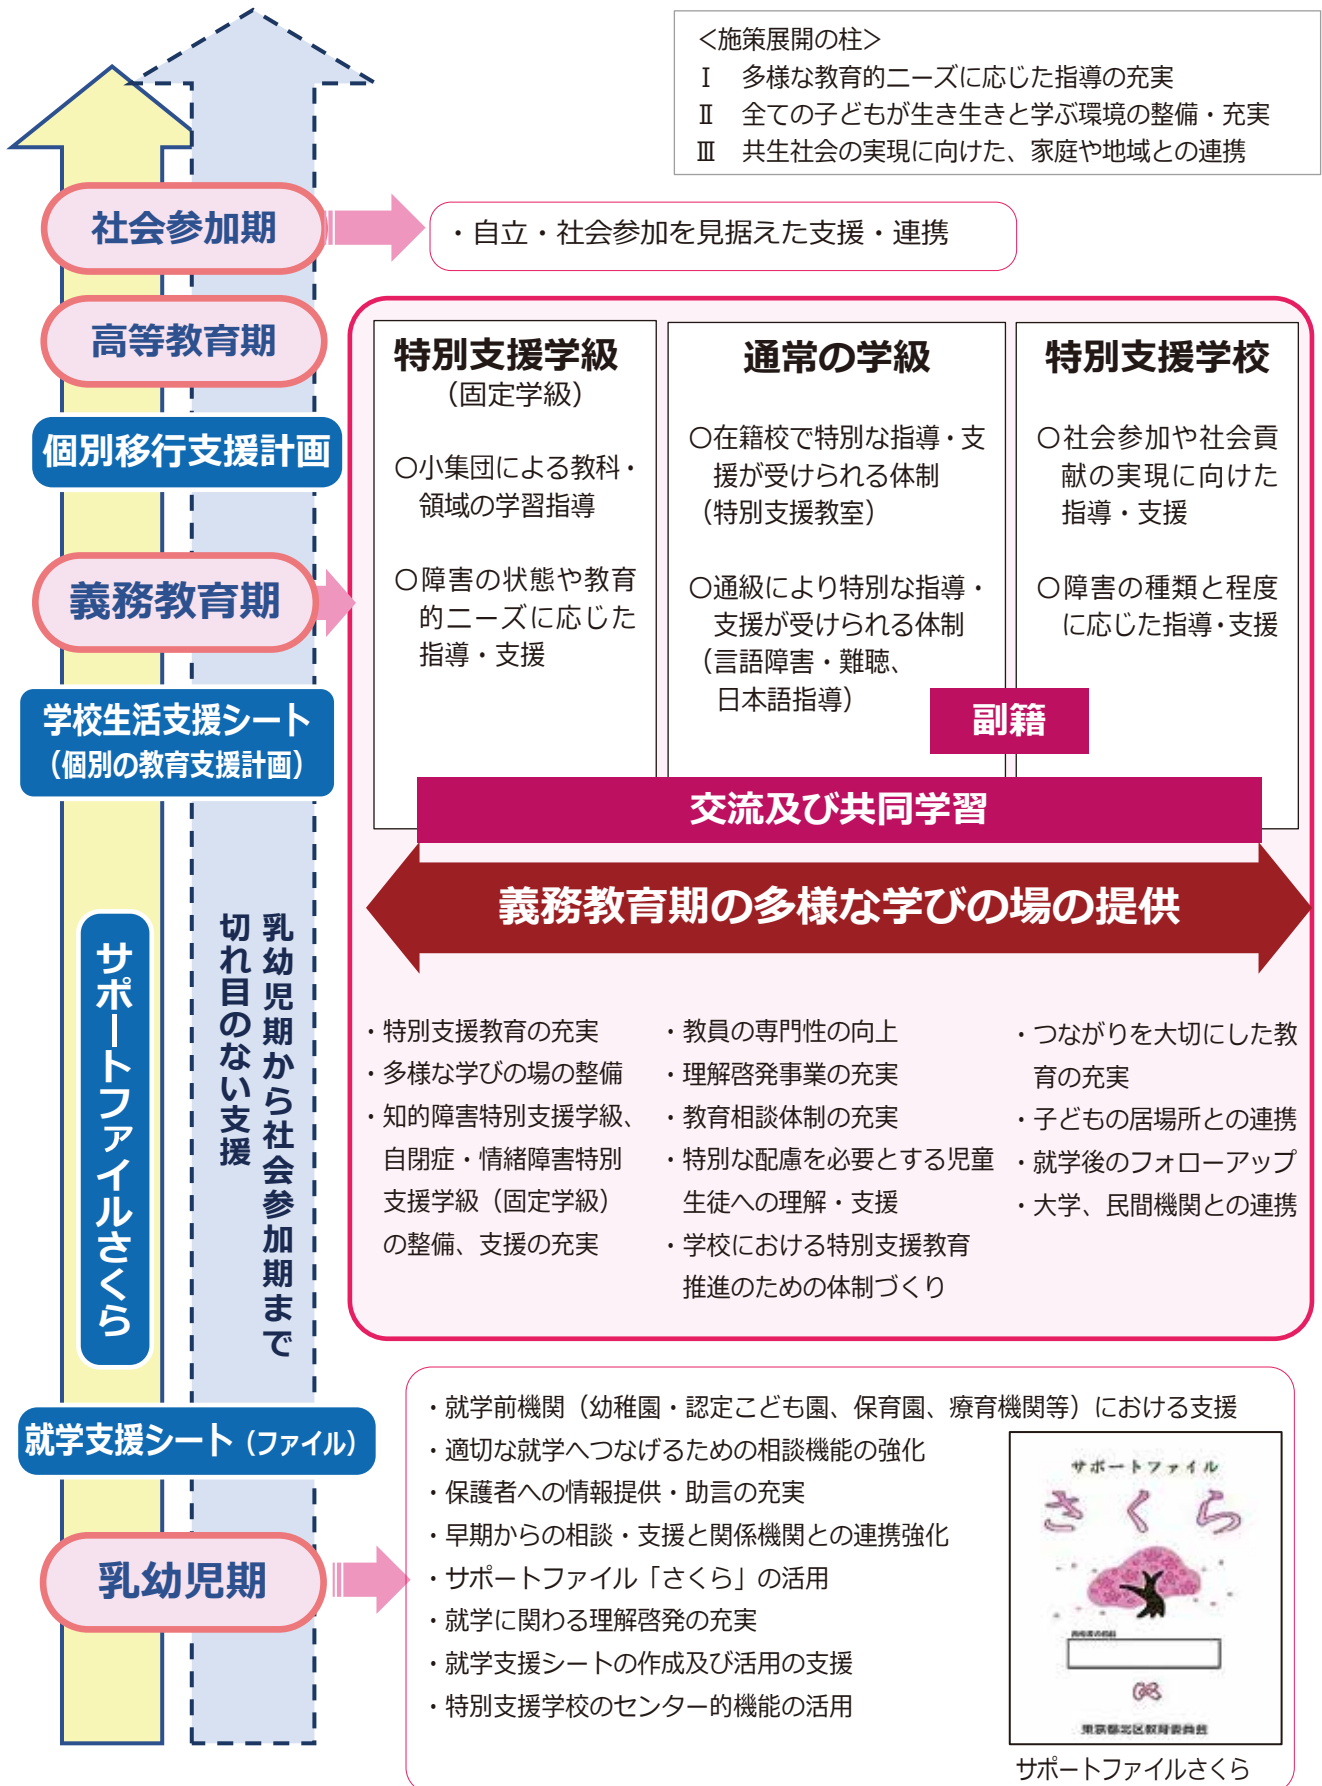 ＜施策展開の柱＞
Ⅰ　多様な教育的ニーズに応じた指導の充実
Ⅱ　全ての子どもが生き生きと学ぶ環境の整備・充実
Ⅲ　共生社会の実現に向けた、家庭や地域との連携
社会参加期
・自立・社会参加を見据えた支援・連携
高等教育期
個別移行支援計画
義務教育期
学校生活支援シート
（個別の教育支援計画）
サポートファイルさくら
乳幼児期から社会参加期まで
切れ目のない支援
就学支援シート（ファイル）
乳幼児期
特別支援学級
（固定学級）
〇小集団による教科・
領域の学習指導
〇障害の状態や教育
的ニーズに応じた
指導・支援
通常の学級
〇在籍校で特別な指導・支
援が受けられる体制
（特別支援教室）
〇通級により特別な指導・
支援が受けられる体制
（言語障害・難聴、
日本語指導）
特別支援学校
〇社会参加や社会貢
献の実現に向けた
指導・支援
〇障害の種類と程度
に応じた指導・支援
副籍
交流及び共同学習
義務教育期の多様な学びの場の提供
・特別支援教育の充実
・多様な学びの場の整備
・知的障害特別支援学級、
自閉症・情緒障害特別
支援学級（固定学級）
の整備、支援の充実
・教員の専門性の向上
・理解啓発事業の充実
・教育相談体制の充実
・特別な配慮を必要とする児童
生徒への理解・支援
・学校における特別支援教育
推進のための体制づくり
・つながりを大切にした教
育の充実
・子どもの居場所との連携
・就学後のフォローアップ
・大学、民間機関との連携
・就学前機関（幼稚園・認定こども園、保育園、療育機関等）における支援
・適切な就学へつなげるための相談機能の強化
・保護者への情報提供・助言の充実
・早期からの相談・支援と関係機関との連携強化
・サポートファイル「さくら」の活用
・就学に関わる理解啓発の充実
・就学支援シートの作成及び活用の支援
・特別支援学校のセンター的機能の活用
サポートファイル
さくら
東京都北区教育委員会
サポートファイルさくら